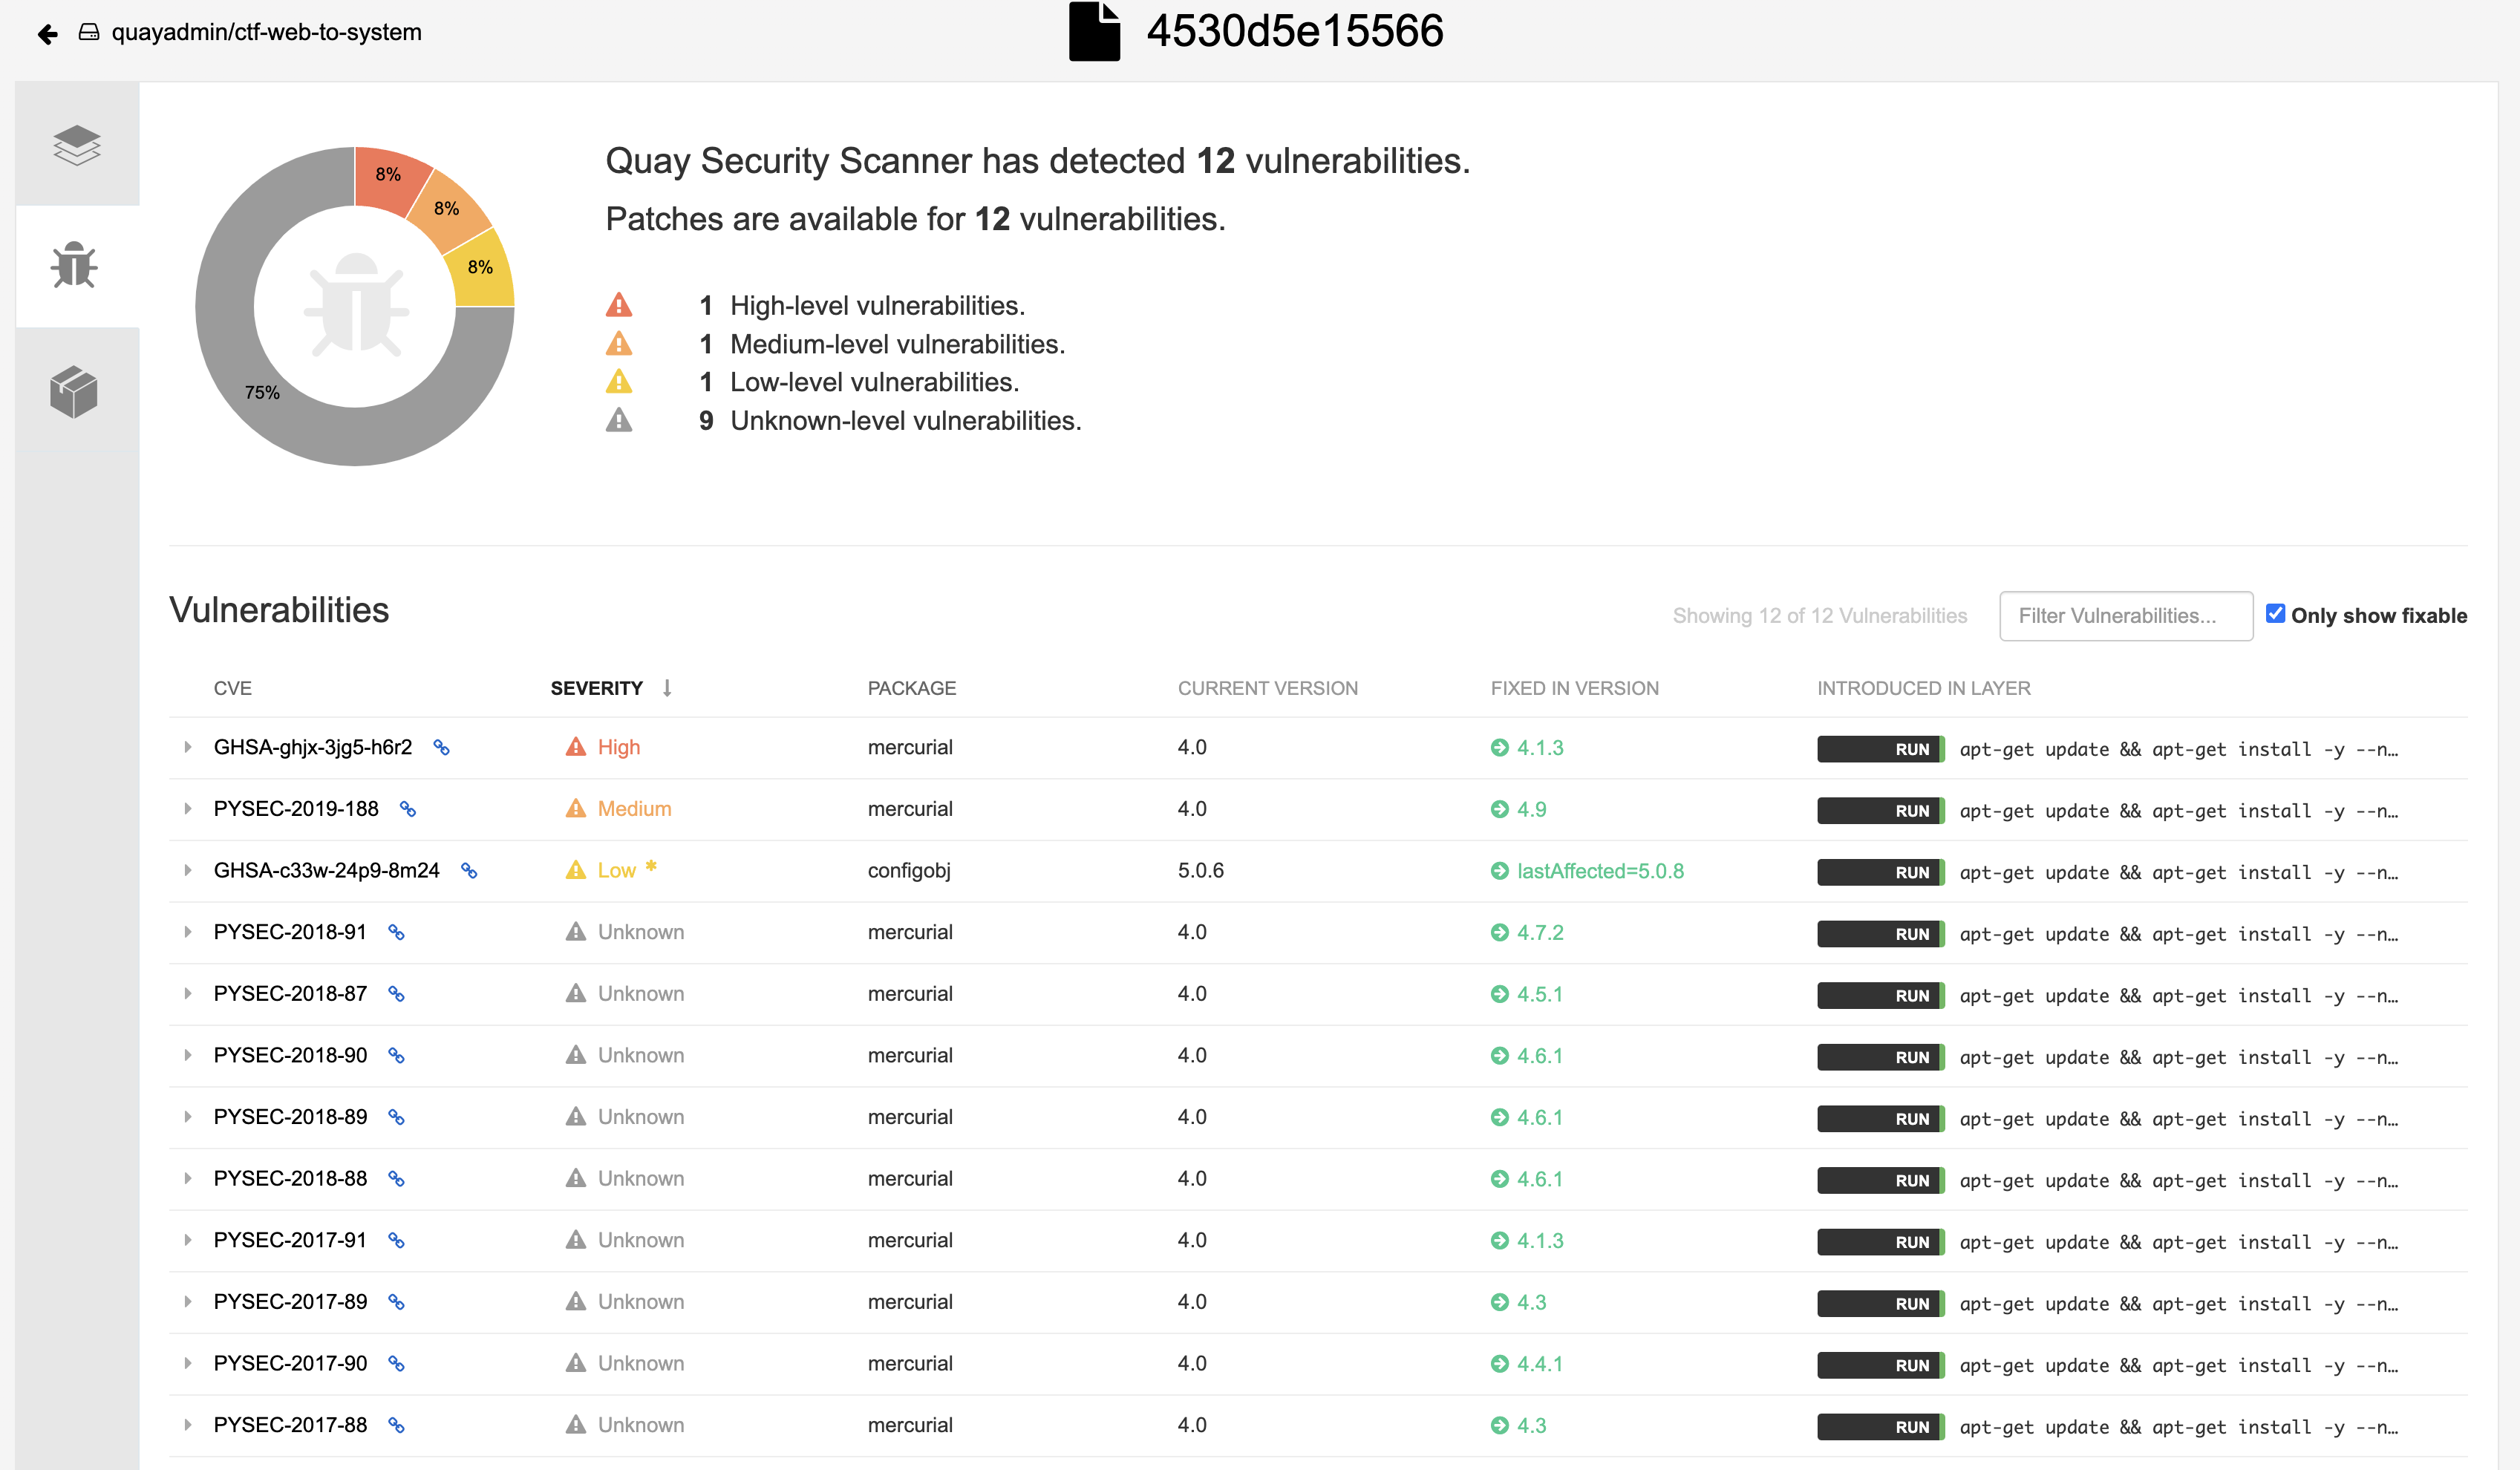 quayadmin/ctf-web-to-system
4530d5e15566
8%
8%
8%
75%
Quay Security Scanner has detected 12 vulnerabilities.
Patches are available for 12 vulnerabilities.
1 High-level vulnerabilities.
1 Medium-level vulnerabilities.
1 Low-level vulnerabilities.
9 Unknown-level vulnerabilities.
Vulnerabilities
Showing 12 of 12 Vulnerabilities
Filter Vulnerabilities...
Only show fixable
CVE SEVERITY PACKAGE CURRENT VERSION FIXED IN VERSION INTRODUCED IN LAYER
GHSA-ghjx-3jg5-h6r2 High mercurial 4.0 4.1.3 RUN apt-get update && apt-get install -y --n…
PYSEC-2019-188 Medium mercurial 4.0 4.9 RUN apt-get update && apt-get install -y --n…
GHSA-c33w-24p9-8m24 Low * configobj 5.0.6 lastAffected=5.0.8 RUN apt-get update && apt-get install -y --n…
PYSEC-2018-91 Unknown mercurial 4.0 4.7.2 RUN apt-get update && apt-get install -y --n…
PYSEC-2018-87 Unknown mercurial 4.0 4.5.1 RUN apt-get update && apt-get install -y --n…
PYSEC-2018-90 Unknown mercurial 4.0 4.6.1 RUN apt-get update && apt-get install -y --n…
PYSEC-2018-89 Unknown mercurial 4.0 4.6.1 RUN apt-get update && apt-get install -y --n…
PYSEC-2018-88 Unknown mercurial 4.0 4.6.1 RUN apt-get update && apt-get install -y --n…
PYSEC-2017-91 Unknown mercurial 4.0 4.1.3 RUN apt-get update && apt-get install -y --n…
PYSEC-2017-89 Unknown mercurial 4.0 4.3 RUN apt-get update && apt-get install -y --n…
PYSEC-2017-90 Unknown mercurial 4.0 4.4.1 RUN apt-get update && apt-get install -y --n…
PYSEC-2017-88 Unknown mercurial 4.0 4.3 RUN apt-get update && apt-get install -y --n…